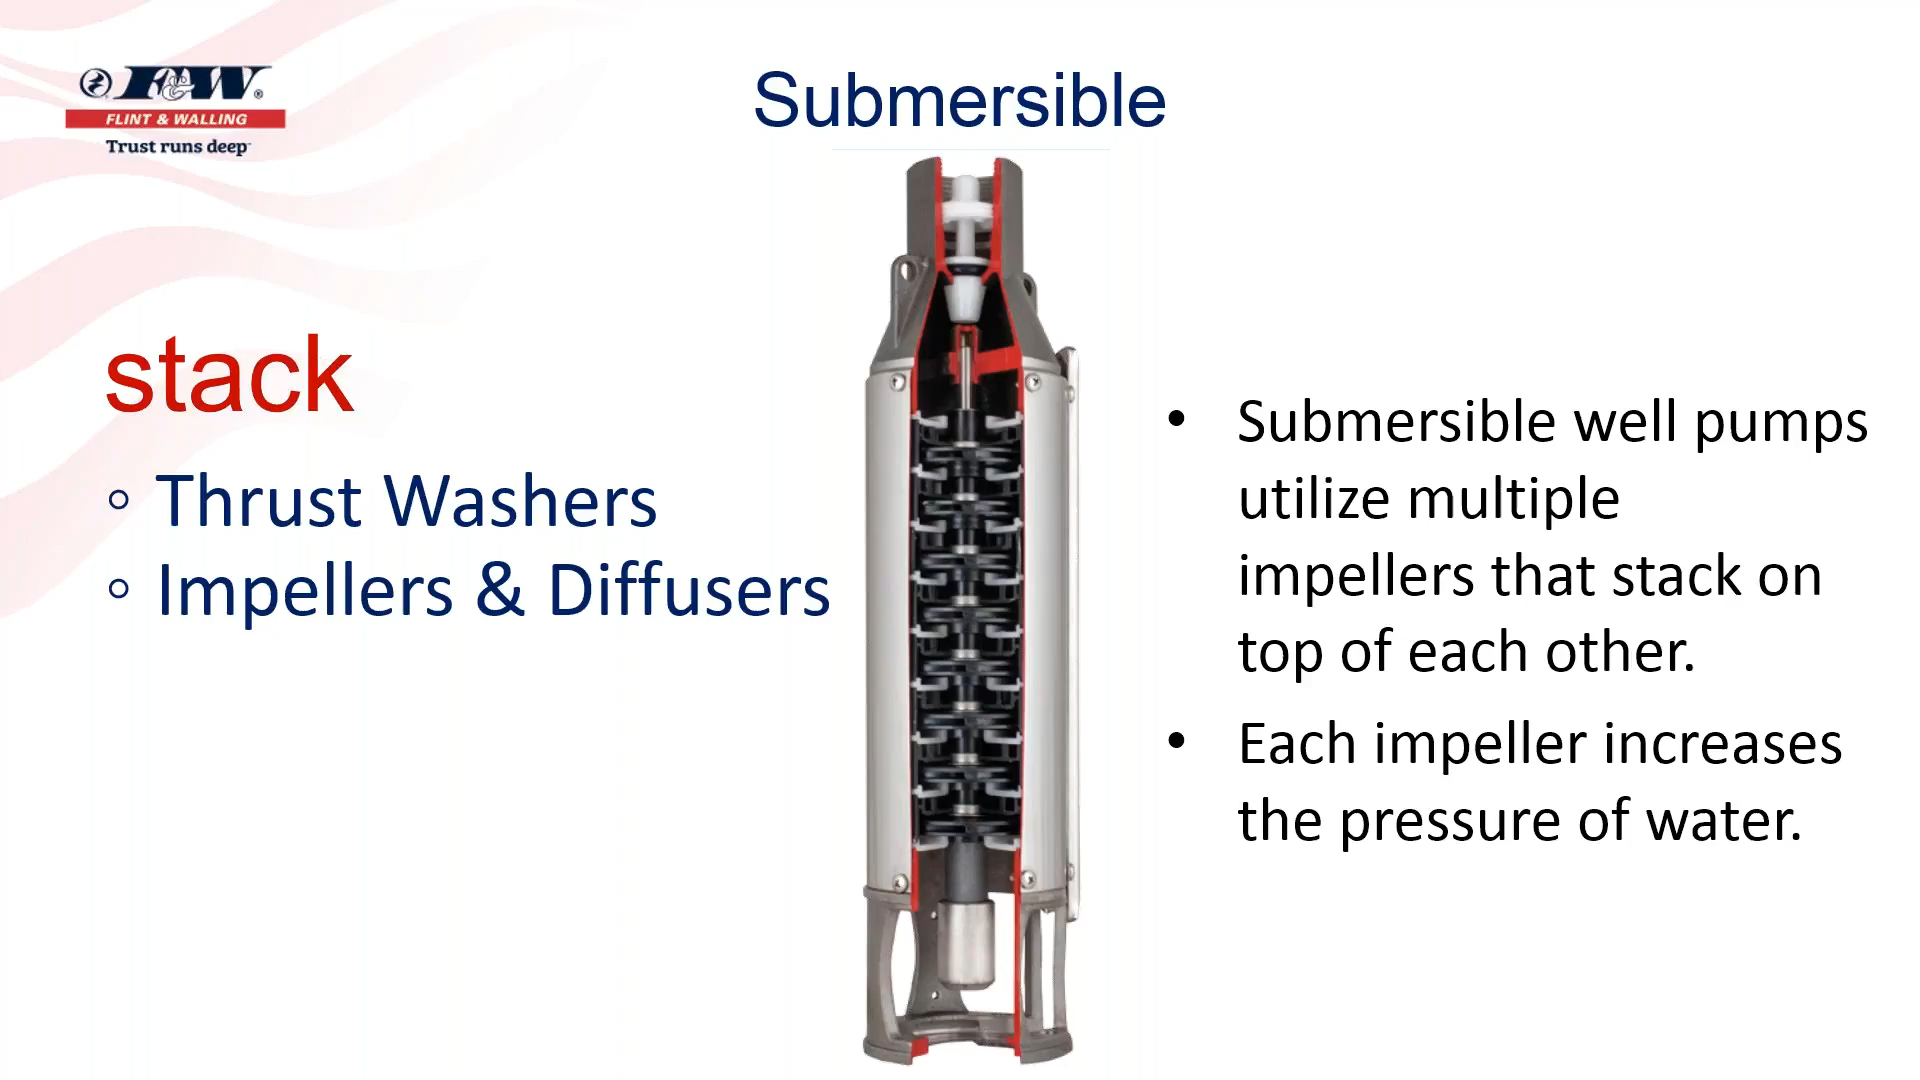 F&W®
FLINT & WALLING
Trust runs deep
Submersible
stack
◦ Thrust Washers
◦ Impellers & Diffusers
• Submersible well pumps
utilize multiple
impellers that stack on
top of each other.
• Each impeller increases
the pressure of water.